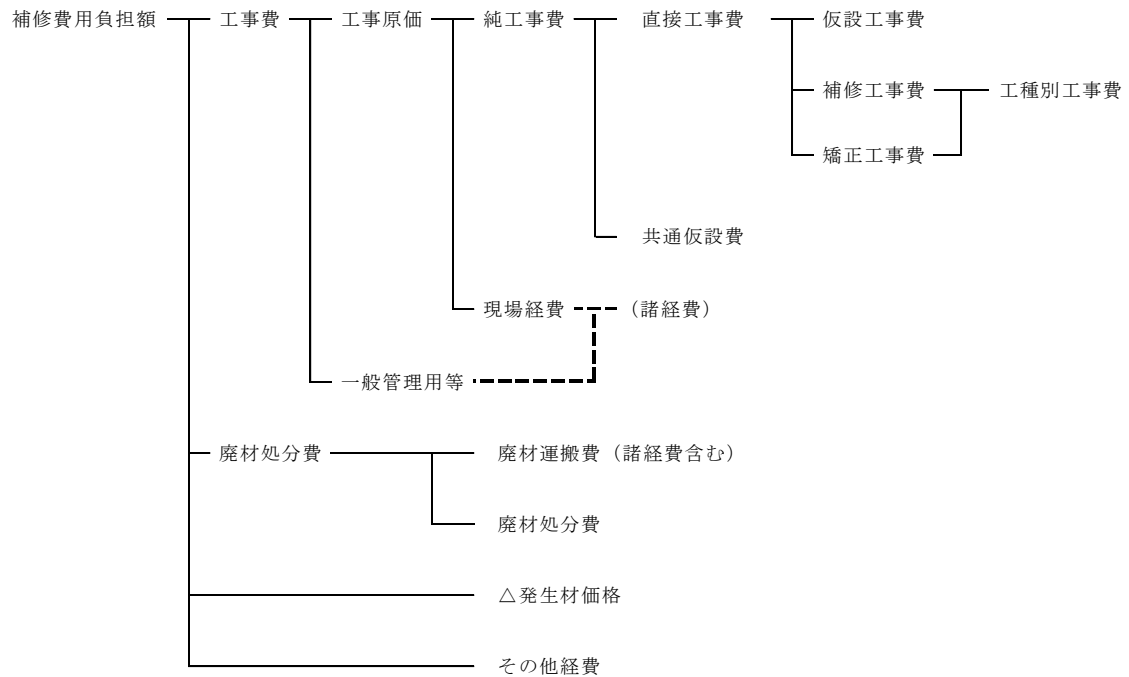 補修費用負担額 工事費 工事原価 純工事費 直接工事費 仮設工事費
補修工事費 工種別工事費
矯正工事費
共通仮設費
現場経費 (諸経費)
一般管理用等
廃材処分費 廃材運搬費（諸経費含む）
廃材処分費
△発生材価格
その他経費